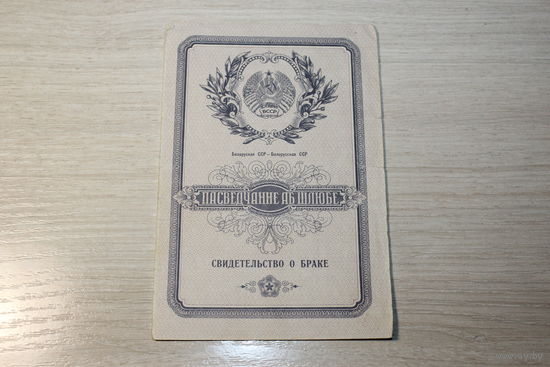 БССР
Беларуская ССР — Белорусская ССР
ПАСВЕДЧАННЕ АБ ШЛЮБЕ
СВИДЕТЕЛЬСТВО О БРАКЕ